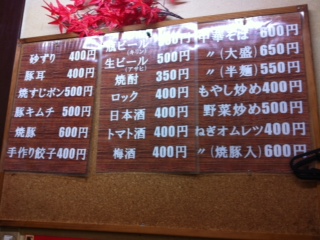 中華そば 600円
〃(大盛) 650円
〃(半麺) 550円
もやし炒め 400円
野菜炒め 500円
ねぎオムレツ 400円
〃(焼豚入) 600円
ビール
生ビール 500円
(アサヒ)
焼酎 350円
ロック 400円
日本酒 400円
トマト酒 400円
梅酒 400円
砂ずり 400円
豚耳 400円
焼すじポン 500円
豚キムチ 500円
焼豚 600円
手作り餃子 400円